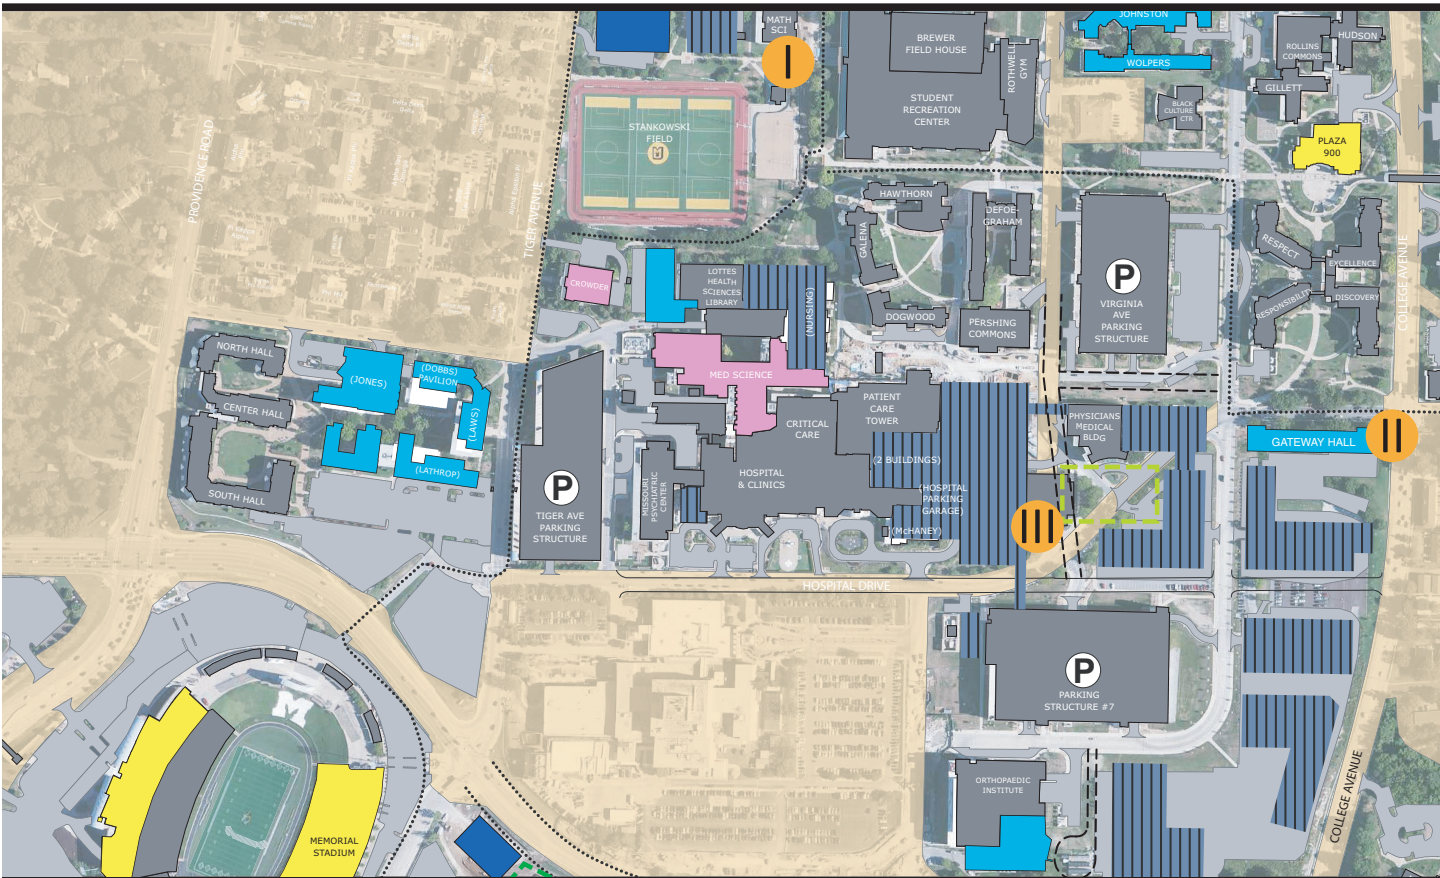 JOHNSTON
MATH
SCI
I
BREWER
FIELD HOUSE
ROTHWELL
GYM
WOLPERS
ROLLINS
COMMONS
HUDSON
GILLETT
STUDENT
RECREATION
CENTER
BLACK
CULTURE
CTR
STANKOWSKI
FIELD
PLAZA
900
PROVIDENCE ROAD
TIGER AVENUE
HAWTHORN
GALENA
DEFOE-
GRAHAM
DOGWOOD
PERSHING
COMMONS
P
VIRGINIA
AVE
PARKING
STRUCTURE
RESPECT
EXCELLENCE
RESPONSIBILITY
DISCOVERY
COLLEGE AVENUE
CROWDER
LOTTES
HEALTH
SCIENCES
LIBRARY
(NURSING)
MED SCIENCE
NORTH HALL
CENTER HALL
SOUTH HALL
(JONES)
(DOBBS)
PAVILION
(LAWS)
(LATHROP)
P
TIGER AVE
PARKING
STRUCTURE
PATIENT
CARE
TOWER
CRITICAL
CARE
HOSPITAL
& CLINICS
MISSOURI
PSYCHIATRIC
CENTER
(2 BUILDINGS)
(HOSPITAL
PARKING
GARAGE)
(McHANEY)
PHYSICIANS
MEDICAL
BLDG
GATEWAY HALL
II
III
HOSPITAL DRIVE
M
P
PARKING
STRUCTURE #7
ORTHOPAEDIC
INSTITUTE
MEMORIAL
STADIUM
COLLEGE AVENUE